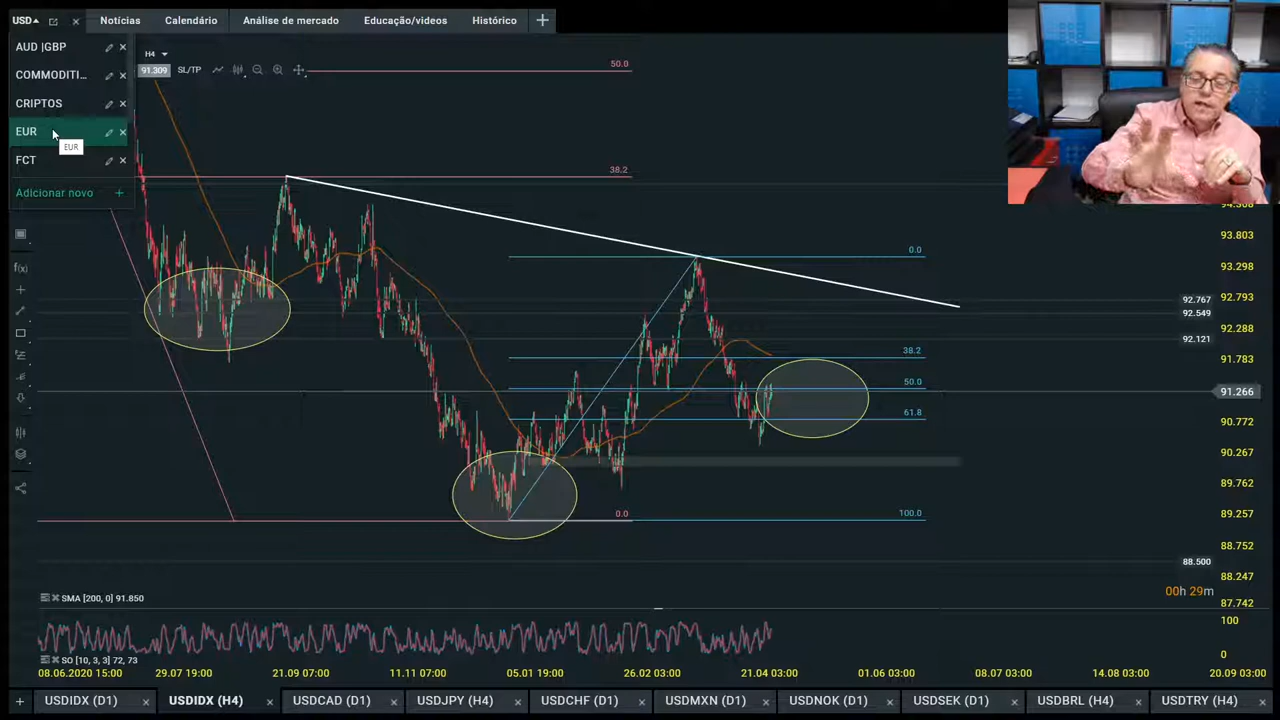 USD Notícias Calendário Análise de mercado Educação/videos Histórico
AUD |GBP
COMMODITI...
CRIPTOS
EUR
EUR
FCT
Adicionar novo +
H4
91.309 SL/TP
50.0
38.2
0.0
38.2
50.0
61.8
0.0
100.0
93.803
93.298
92.793
92.767
92.549
92.288
92.121
91.783
91.266
90.772
90.267
89.762
89.257
88.752
88.500
88.247
87.742
00h 29m
SMA [200, 0] 91.850
100
0
SO [10, 3, 3] 72, 73
08.06.2020 15:00 29.07 19:00 21.09 07:00 11.11 07:00 05.01 19:00 26.02 03:00 21.04 03:00 01.06 03:00 08.07 03:00 14.08 03:00 20.09 03:00
+ USDIDX (D1) USDIDX (H4) USDCAD (D1) USDJPY (H4) USDCHF (D1) USDMXN (D1) USDNOK (D1) USDSEK (D1) USDBRL (H4) USDTRY (H4)